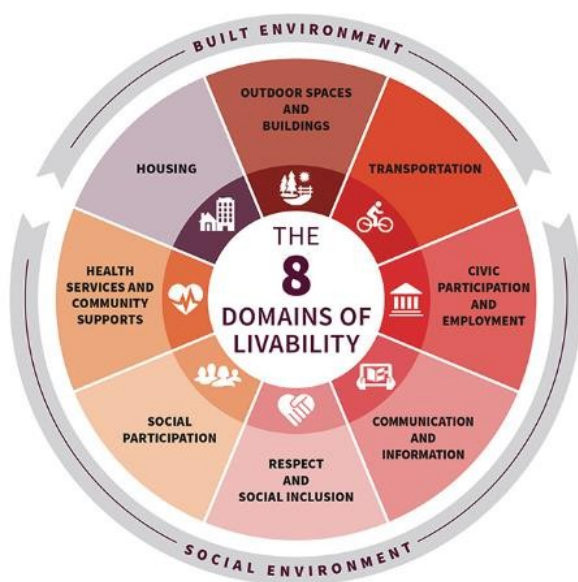 BUILT ENVIRONMENT
OUTDOOR SPACES
AND
BUILDINGS
TRANSPORTATION
CIVIC
PARTICIPATION
AND
EMPLOYMENT
COMMUNICATION
AND
INFORMATION
RESPECT
AND
SOCIAL INCLUSION
SOCIAL
PARTICIPATION
HEALTH
SERVICES AND
COMMUNITY
SUPPORTS
HOUSING
THE
8
DOMAINS OF
LIVABILITY
SOCIAL ENVIRONMENT